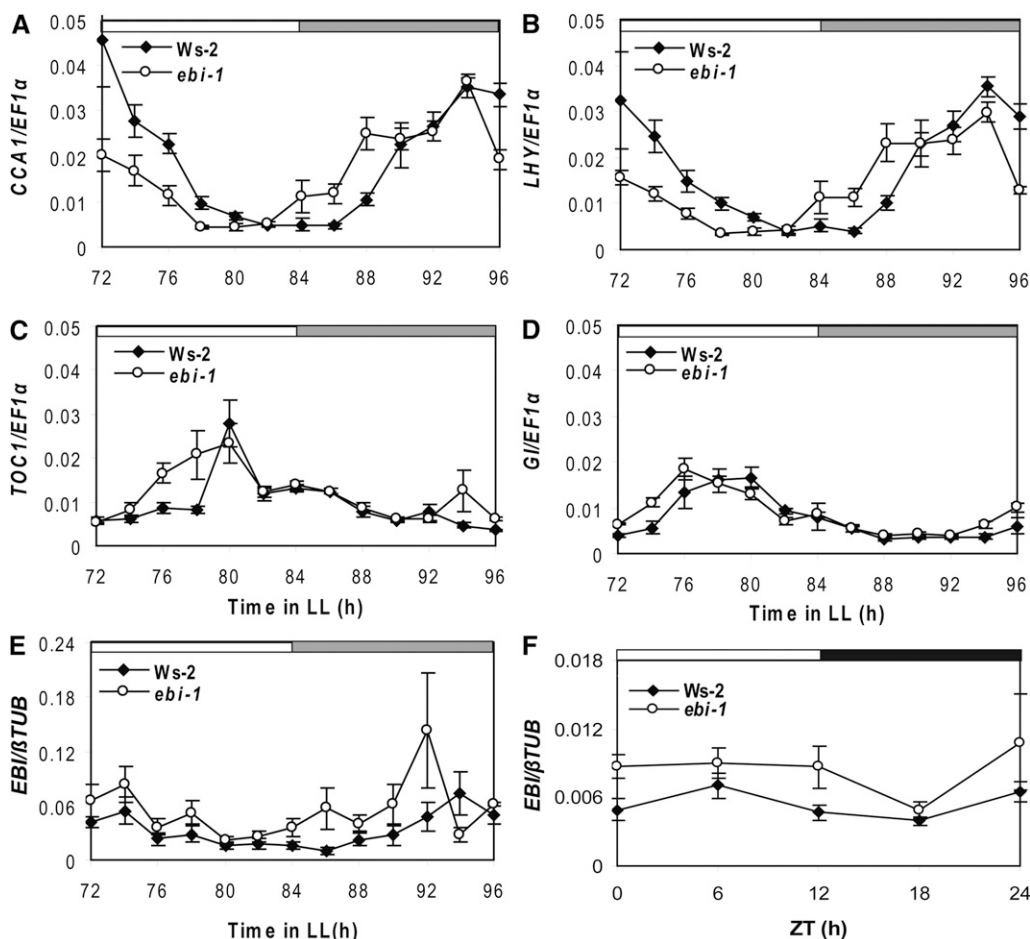 A
0.05
0.04
0.03
0.02
0.01
0
CCA1/EF1α
Ws-2
ebi-1
72 76 80 84 88 92 96
B
0.05
0.04
0.03
0.02
0.01
0
LHY/EF1α
Ws-2
ebi-1
72 76 80 84 88 92 96
C
0.05
0.04
0.03
0.02
0.01
0
TOC1/EF1α
Ws-2
ebi-1
72 76 80 84 88 92 96
Time in LL (h)
D
0.05
0.04
0.03
0.02
0.01
0
GI/EF1α
Ws-2
ebi-1
72 76 80 84 88 92 96
Time in LL (h)
E
0.24
0.18
0.12
0.06
0
EBI/βTUB
Ws-2
ebi-1
72 76 80 84 88 92 96
Time in LL(h)
F
0.018
0.012
0.006
0
EBI/βTUB
Ws-2
ebi-1
0 6 12 18 24
ZT (h)